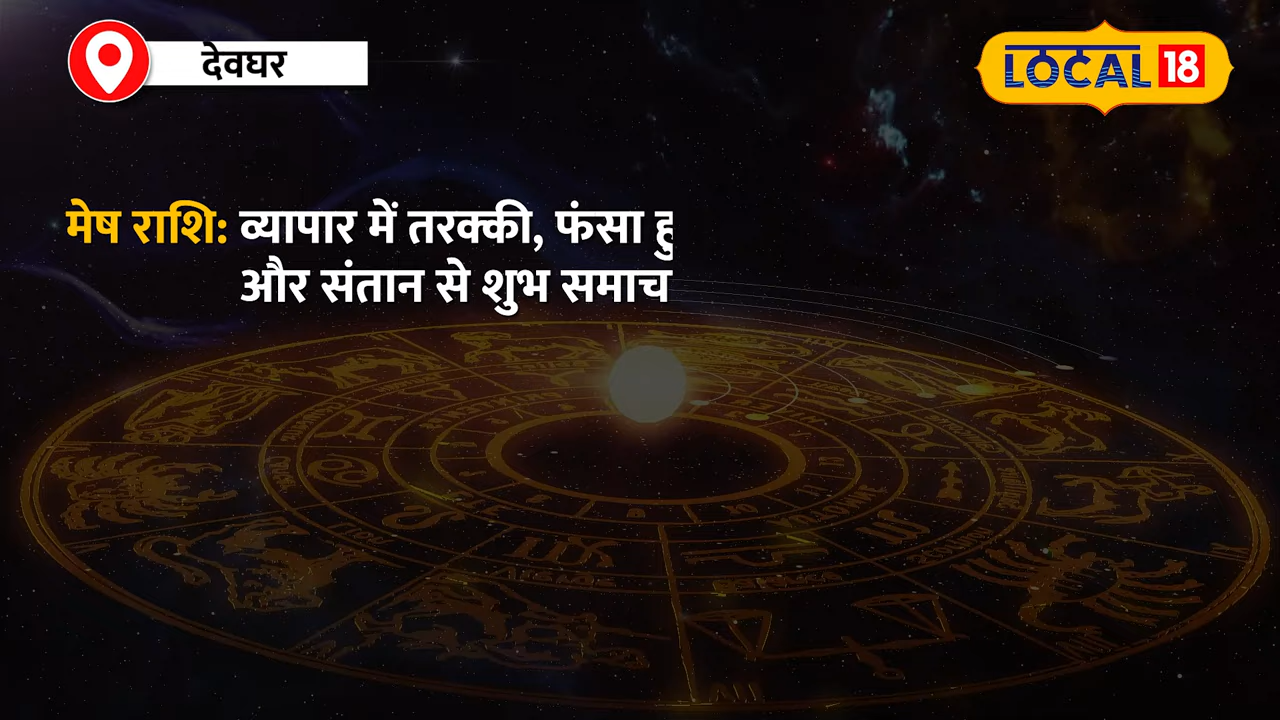 देवघर
LOCAL 18
मेष राशि: व्यापार में तरक्की, फंसा
और संतान से शुभ